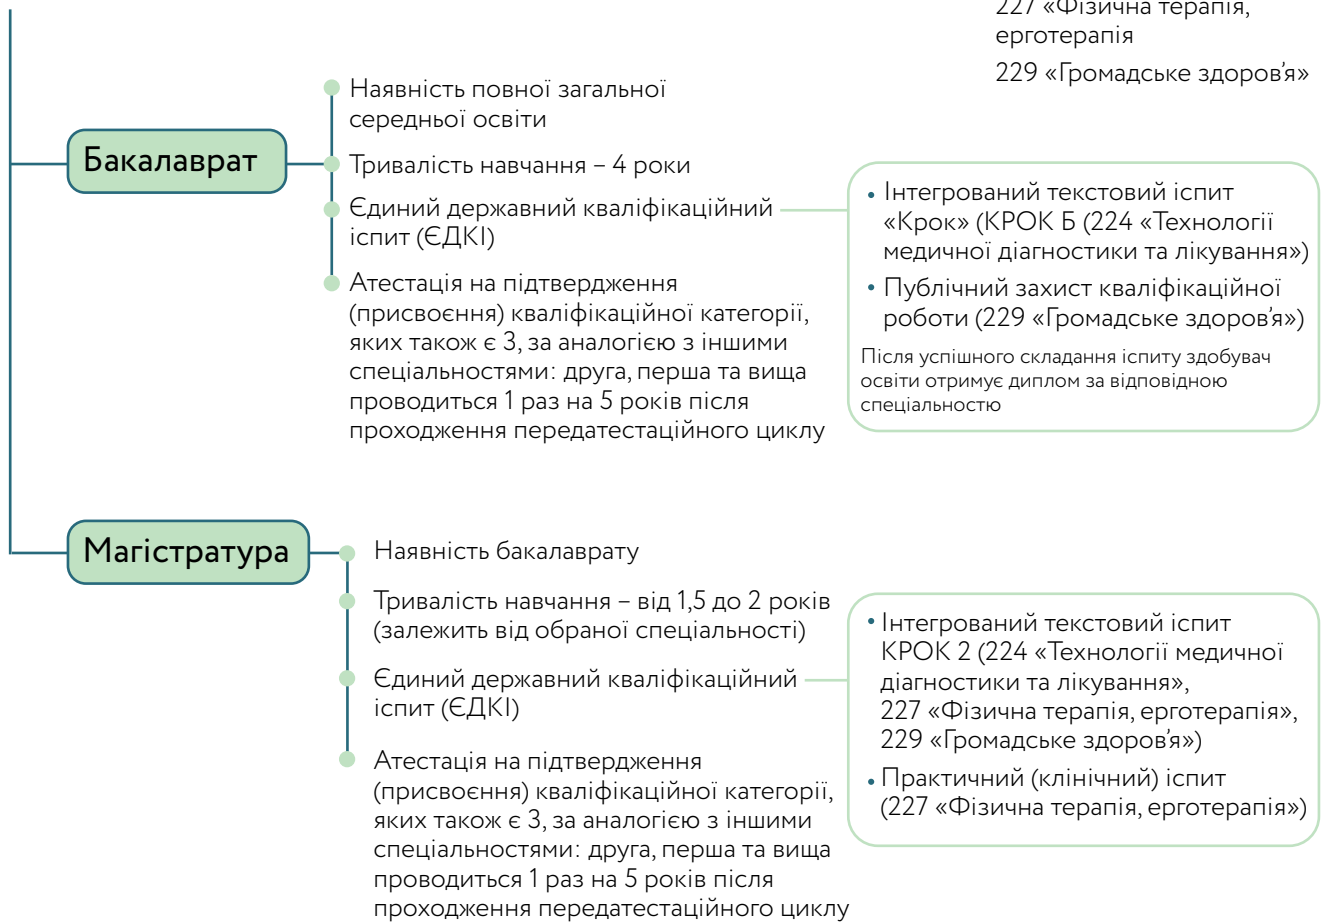 227 «Фізична терапія,
ерготерапія
229 «Громадське здоров'я»
Бакалаврат
Наявність повної загальної
середньої освіти
Тривалість навчання – 4 роки
Єдиний державний кваліфікаційний
іспит (ЄДКІ)
Атестація на підтвердження
(присвоєння) кваліфікаційної категорії,
яких також є 3, за аналогією з іншими
спеціальностями: друга, перша та вища
проводиться 1 раз на 5 років після
проходження передатестаційного циклу
• Інтегрований текстовий іспит
«Крок» (КРОК Б (224 «Технології
медичної діагностики та лікування»)
• Публічний захист кваліфікаційної
роботи (229 «Громадське здоров'я»)
Після успішного складання іспиту здобувач
освіти отримує диплом за відповідною
спеціальностю
Магістратура
Наявність бакалаврату
Тривалість навчання – від 1,5 до 2 років
(залежить від обраної спеціальності)
Єдиний державний кваліфікаційний
іспит (ЄДКІ)
Атестація на підтвердження
(присвоєння) кваліфікаційної категорії,
яких також є 3, за аналогією з іншими
спеціальностями: друга, перша та вища
проводиться 1 раз на 5 років після
проходження передатестаційного циклу
• Інтегрований текстовий іспит
КРОК 2 (224 «Технології медичної
діагностики та лікування»,
227 «Фізична терапія, ерготерапія»,
229 «Громадське здоров'я»)
• Практичний (клінічний) іспит
(227 «Фізична терапія, ерготерапія»)